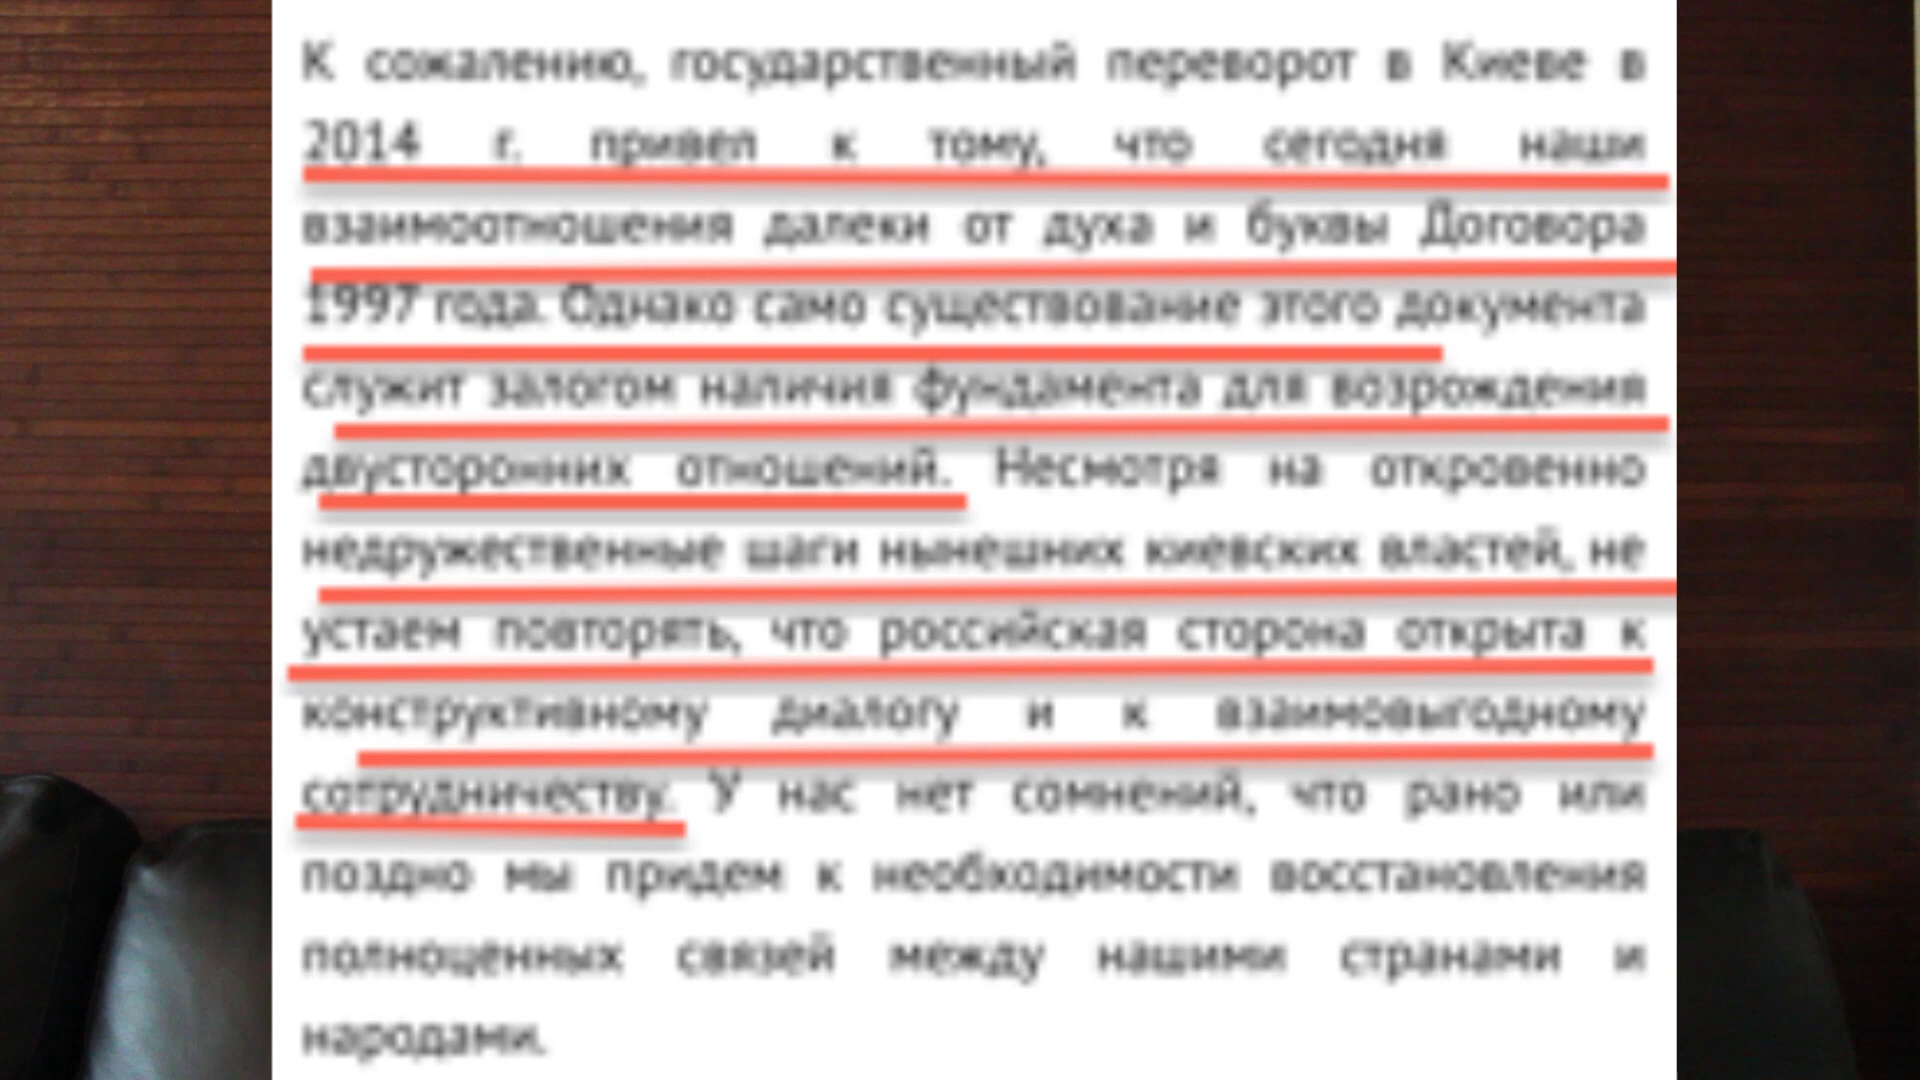 К сожалению, государственный переворот в Киеве в
2014 г. привел к тому, что сегодня наши
взаимоотношения далеки от духа и буквы Договора
1997 года. Однако само существование этого документа
служит залогом наличия фундамента для возрождения
двусторонних отношений. Несмотря на откровенно
недружественные шаги нынешних киевских властей, не
устаем повторять, что российская сторона открыта к
конструктивному диалогу и к взаимовыгодному
сотрудничеству. У нас нет сомнений, что рано или
поздно мы придем к необходимости восстановления
полноценных связей между нашими странами и
народами.